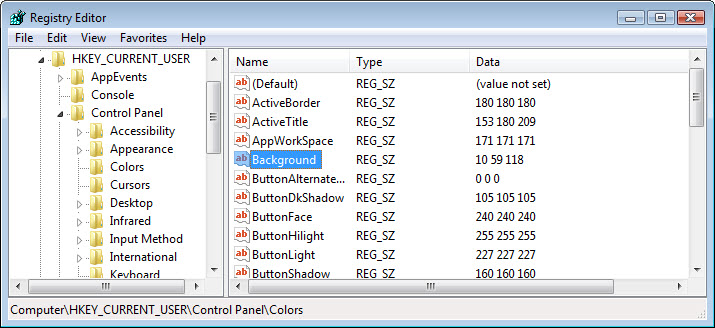 Registry Editor
File Edit View Favorites Help
HKEY_CURRENT_USER
AppEvents
Console
Control Panel
Accessibility
Appearance
Colors
Cursors
Desktop
Infrared
Input Method
International
Keyboard
Name Type Data
(Default) REG_SZ (value not set)
ActiveBorder REG_SZ 180 180 180
ActiveTitle REG_SZ 153 180 209
AppWorkSpace REG_SZ 171 171 171
Background REG_SZ 10 59 118
ButtonAlternate... REG_SZ 0 0 0
ButtonDkShadow REG_SZ 105 105 105
ButtonFace REG_SZ 240 240 240
ButtonHilight REG_SZ 255 255 255
ButtonLight REG_SZ 227 227 227
ButtonShadow REG_SZ 160 160 160
Computer\HKEY_CURRENT_USER\Control Panel\Colors